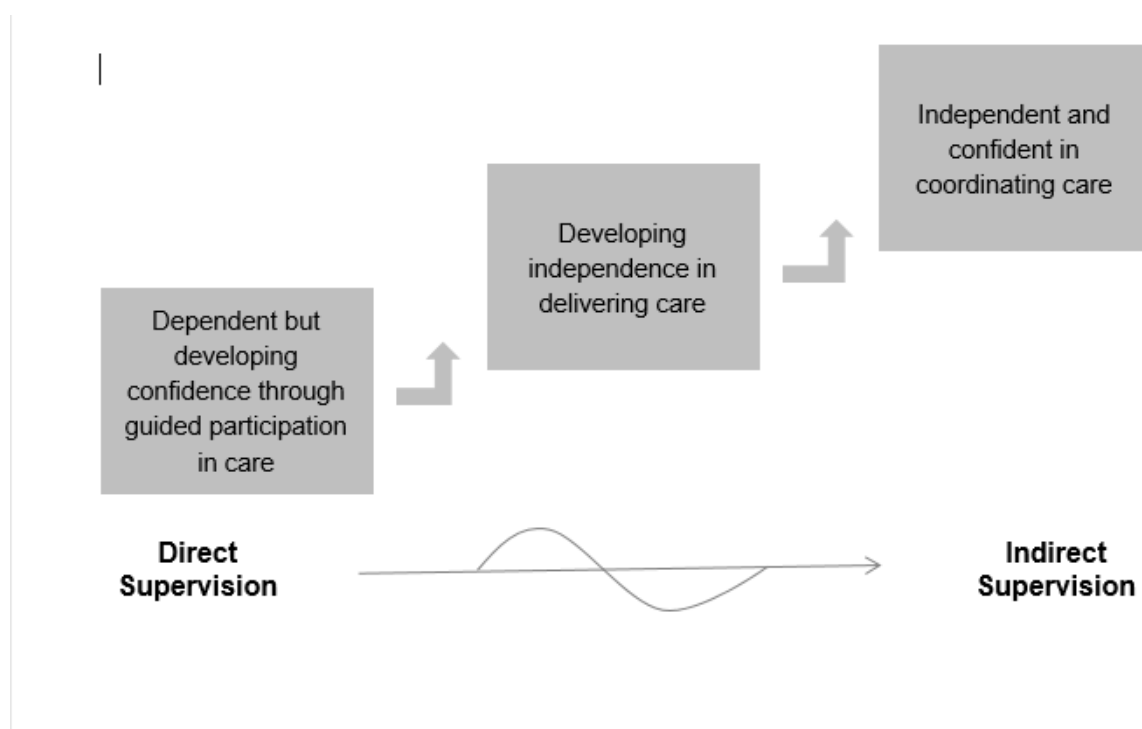 Independent and
confident in
coordinating care
Developing
independence in
delivering care
Dependent but
developing
confidence through
guided participation
in care
Direct
Supervision
Indirect
Supervision